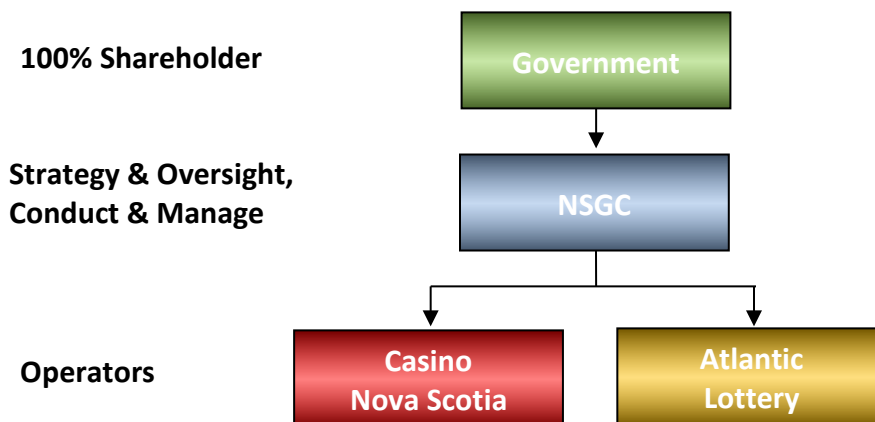 100% Shareholder
Government
Strategy & Oversight,
Conduct & Manage
NSGC
Operators
Casino
Nova Scotia
Atlantic
Lottery